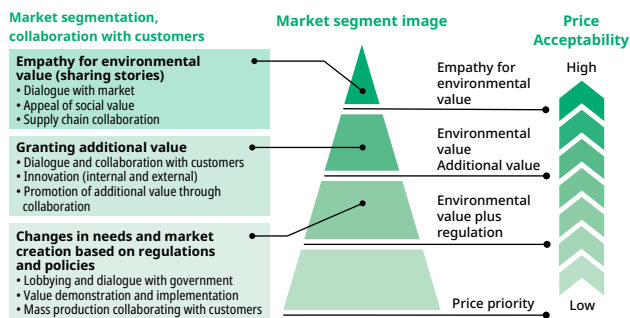 Market segmentation,
collaboration with customers
Empathy for environmental
value (sharing stories)
• Dialogue with market
• Appeal of social value
• Supply chain collaboration
Granting additional value
• Dialogue and collaboration with customers
• Innovation (internal and external)
• Promotion of additional value through
collaboration
Changes in needs and market
creation based on regulations
and policies
• Lobbying and dialogue with government
• Value demonstration and implementation
• Mass production collaborating with customers
Market segment image
Empathy for
environmental
value
Environmental
value
Additional value
Environmental
value plus
regulation
Price priority
Price
Acceptability
High
Low